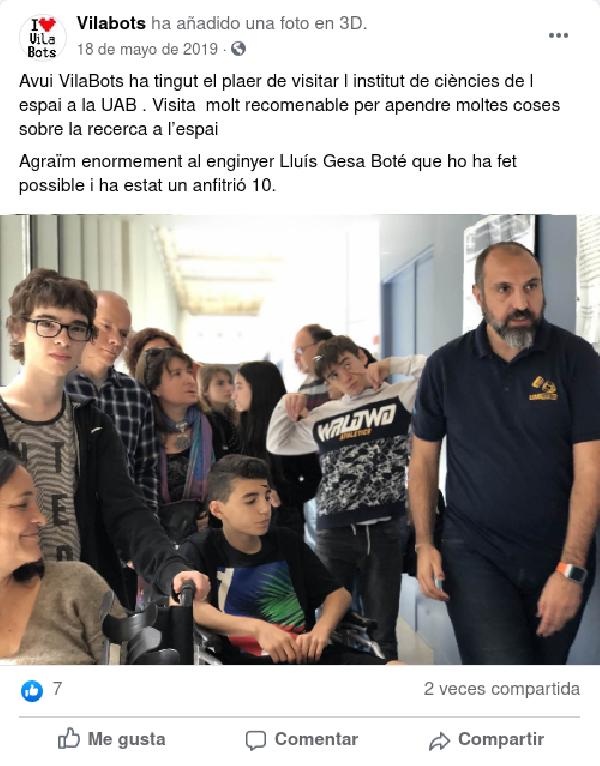 I ❤ Vila Bots
Vilabots ha añadido una foto en 3D.
18 de mayo de 2019 ·
Avui VilaBots ha tingut el plaer de visitar l institut de ciències de l
espai a la UAB . Visita  molt recomenable per apendre moltes coses
sobre la recerca a l'espai
Agraïm enormement al enginyer Lluís Gesa Boté que ho ha fet
possible i ha estat un anfitrió 10.
WRLDWD
ATHLETICS
7
2 veces compartida
Me gusta
Comentar
Compartir